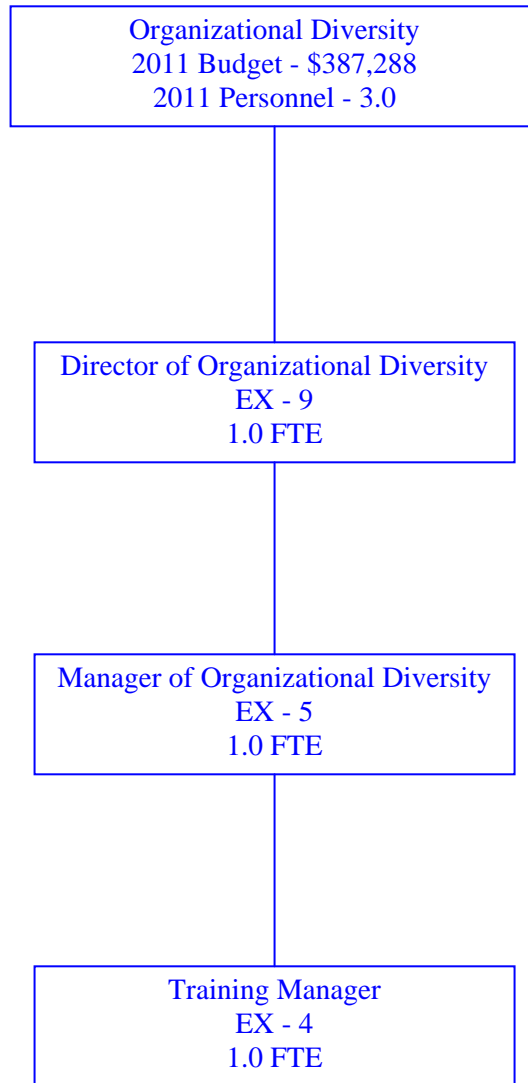 Organizational Diversity
2011 Budget - $387,288
2011 Personnel - 3.0
Director of Organizational Diversity
EX - 9
1.0 FTE
Manager of Organizational Diversity
EX - 5
1.0 FTE
Training Manager
EX - 4
1.0 FTE